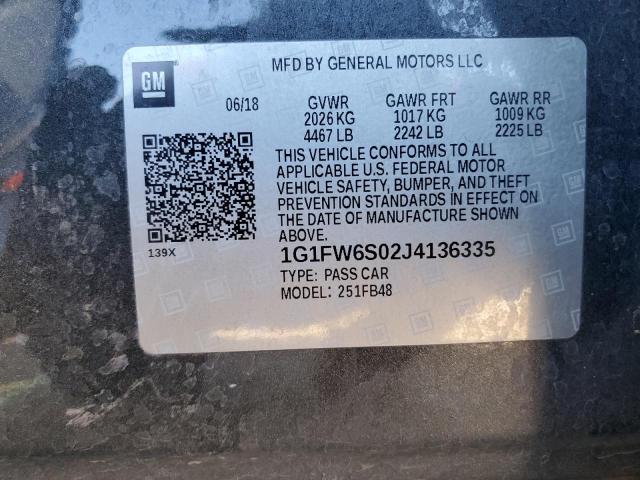 MFD BY GENERAL MOTORS LLC
GM
06/18 GVWR GAWR FRT GAWR RR
2026 KG 1017 KG 1009 KG
4467 LB 2242 LB 2225 LB
THIS VEHICLE CONFORMS TO ALL
APPLICABLE U.S. FEDERAL MOTOR
VEHICLE SAFETY, BUMPER, AND THEFT
PREVENTION STANDARDS IN EFFECT ON
THE DATE OF MANUFACTURE SHOWN
ABOVE.
139X
1G1FW6S02J4136335
TYPE: PASS CAR
MODEL: 251FB48